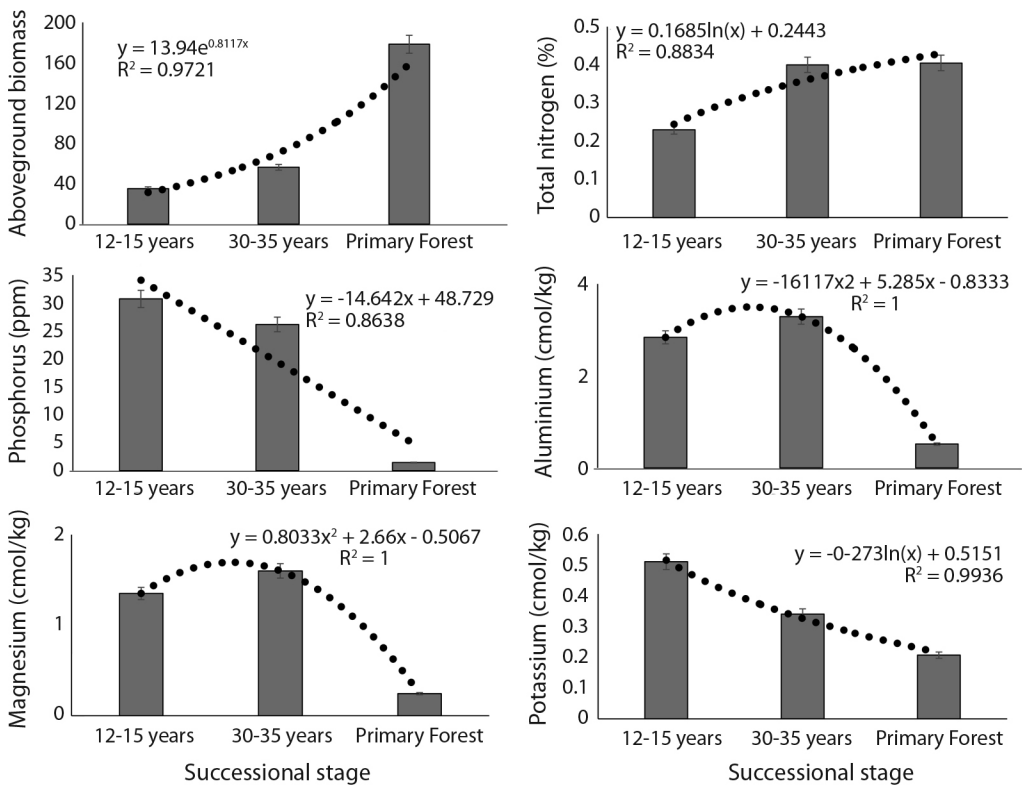 Aboveground biomass
200
160
120
80
40
0
y = 13.94e0.8117x
R2 = 0.9721
12-15 years 30-35 years Primary Forest
Total nitrogen (%)
0.5
0.4
0.3
0.2
0.1
0
y = 0.1685ln(x) + 0.2443
R2 = 0.8834
12-15 years 30-35 years Primary Forest
Phosphorus (ppm)
35
30
25
20
15
10
5
0
y = -14.642x + 48.729
R2 = 0.8638
12-15 years 30-35 years Primary Forest
Aluminium (cmol/kg)
4
2
0
y = -16117x2 + 5.285x - 0.8333
R2 = 1
12-15 years 30-35 years Primary Forest
Magnesium (cmol/kg)
2
1
0
y = 0.8033x2 + 2.66x - 0.5067
R2 = 1
12-15 years 30-35 years Primary Forest
Successional stage
Potassium (cmol/kg)
0.6
0.5
0.4
0.3
0.2
0.1
0
y = -0-273ln(x) + 0.5151
R2 = 0.9936
12-15 years 30-35 years Primary Forest
Successional stage